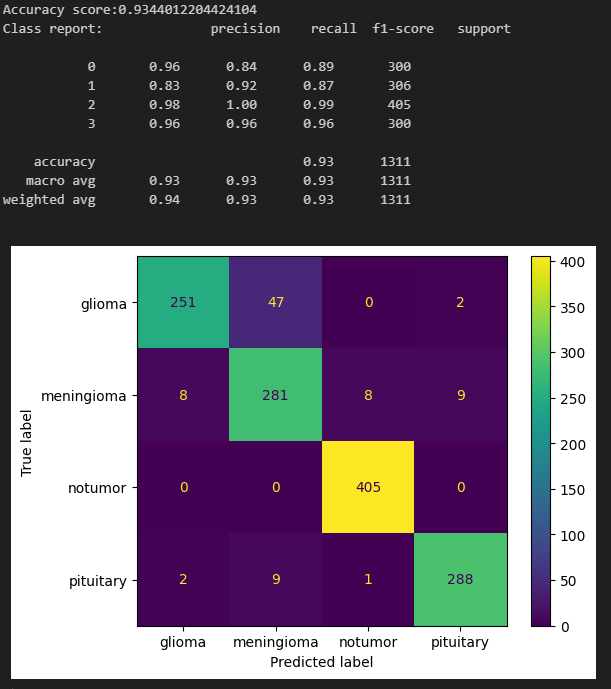 Accuracy score:0.9344012204424104
Class report: precision recall f1-score support
0 0.96 0.84 0.89 300
1 0.83 0.92 0.87 306
2 0.98 1.00 0.99 405
3 0.96 0.96 0.96 300
accuracy 0.93 1311
macro avg 0.93 0.93 0.93 1311
weighted avg 0.94 0.93 0.93 1311
glioma 251 47 0 2
meningioma 8 281 8 9
notumor 0 0 405 0
pituitary 2 9 1 288
glioma meningioma notumor pituitary
Predicted label
True label
400
350
300
250
200
150
100
50
0